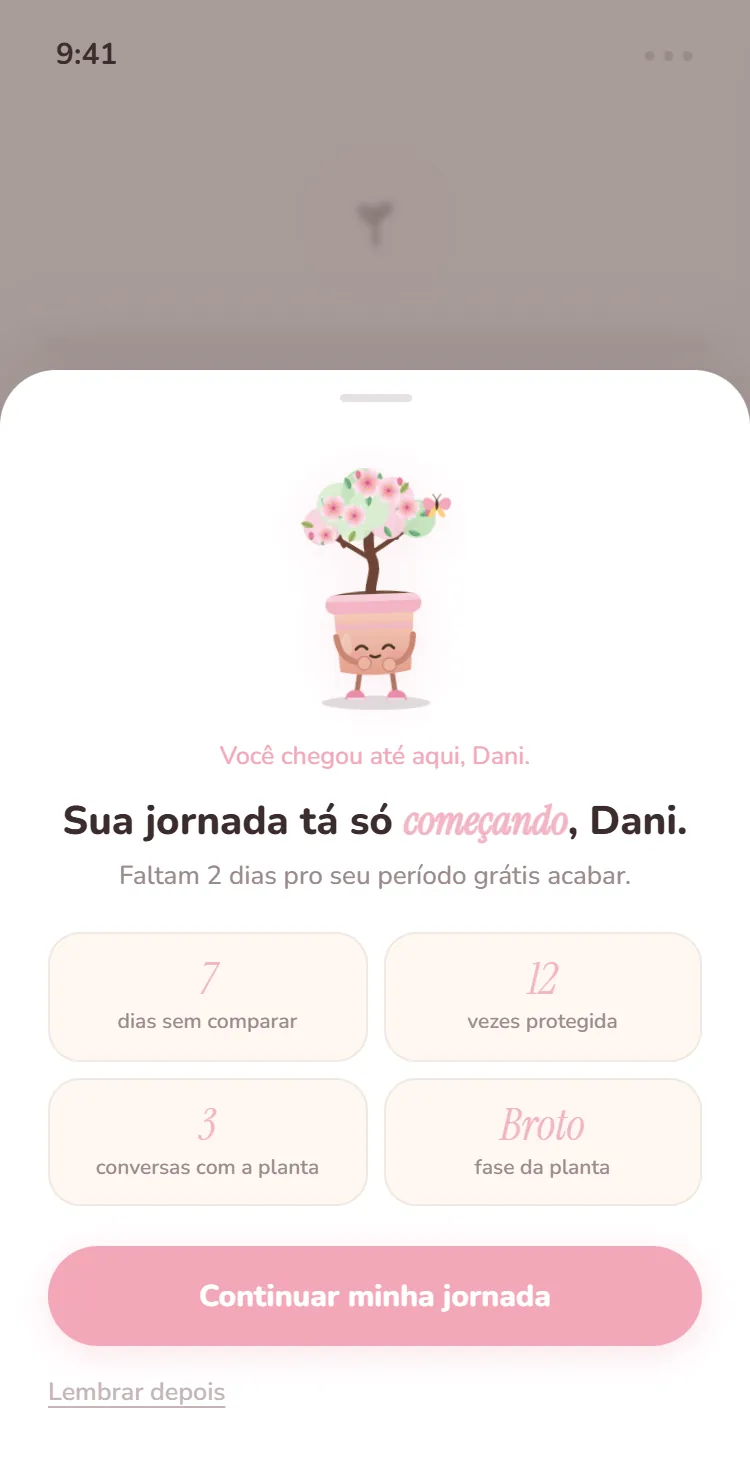 9:41
Você chegou até aqui, Dani.
Sua jornada tá só começando, Dani.
Faltam 2 dias pro seu período grátis acabar.
7
dias sem comparar
12
vezes protegida
3
conversas com a planta
Broto
fase da planta
Continuar minha jornada
Lembrar depois